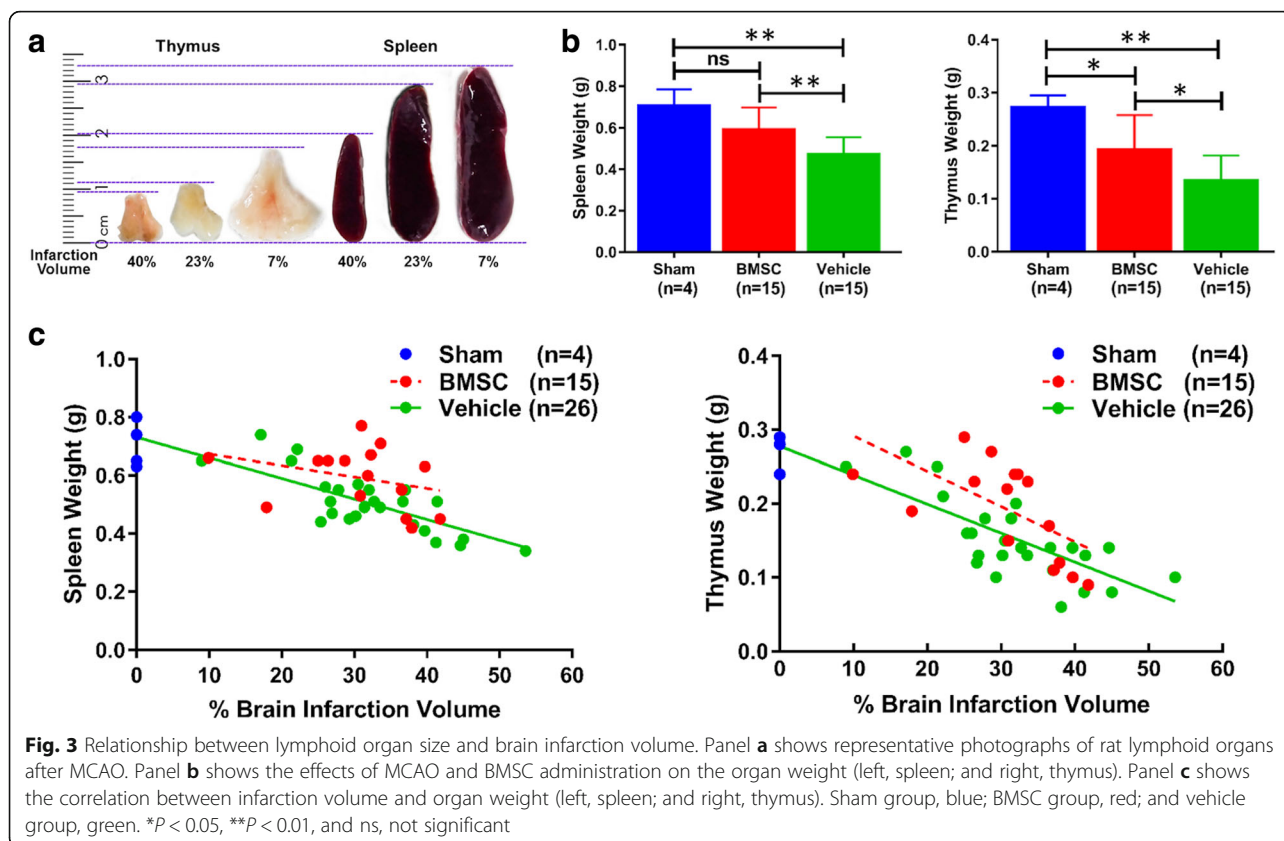 a
Thymus Spleen
3
2
1
0 cm
Infarction
Volume
40% 23% 7% 40% 23% 7%
b
Spleen Weight (g)
1.0
0.8
0.6
0.4
0.2
0.0
**
ns
**
Sham BMSC Vehicle
(n=4) (n=15) (n=15)
Thymus Weight (g)
0.4
0.3
0.2
0.1
0.0
**
*
*
Sham BMSC Vehicle
(n=4) (n=15) (n=15)
c
Spleen Weight (g)
1.0
0.8
0.6
0.4
0.2
0.0
Sham (n=4)
BMSC (n=15)
Vehicle (n=26)
0 10 20 30 40 50 60
% Brain Infarction Volume
Thymus Weight (g)
0.4
0.3
0.2
0.1
0.0
Sham (n=4)
BMSC (n=15)
Vehicle (n=26)
0 10 20 30 40 50 60
% Brain Infarction Volume
Fig. 3 Relationship between lymphoid organ size and brain infarction volume. Panel a shows representative photographs of rat lymphoid organs
after MCAO. Panel b shows the effects of MCAO and BMSC administration on the organ weight (left, spleen; and right, thymus). Panel c shows
the correlation between infarction volume and organ weight (left, spleen; and right, thymus). Sham group, blue; BMSC group, red; and vehicle
group, green. *P < 0.05, **P < 0.01, and ns, not significant